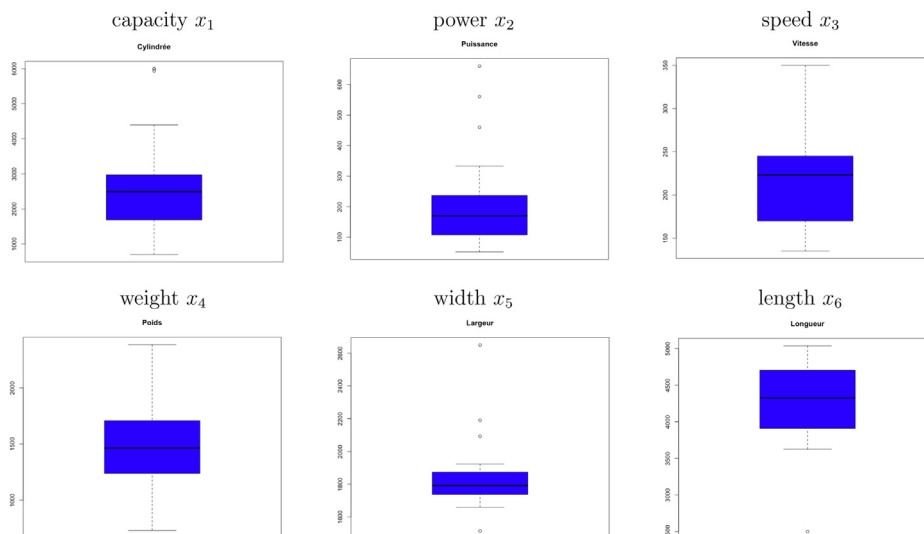 capacity x₁
power x₂
speed x₃
Cylindrée
Puissance
Vitesse
6000
5000
4000
3000
2000
1000
600
500
400
300
200
100
350
300
250
200
150
weight x₄
width x₅
length x₆
Poids
Largeur
Longueur
2000
1500
1000
2600
2400
2200
2000
1800
1600
5000
4500
4000
3500
3000